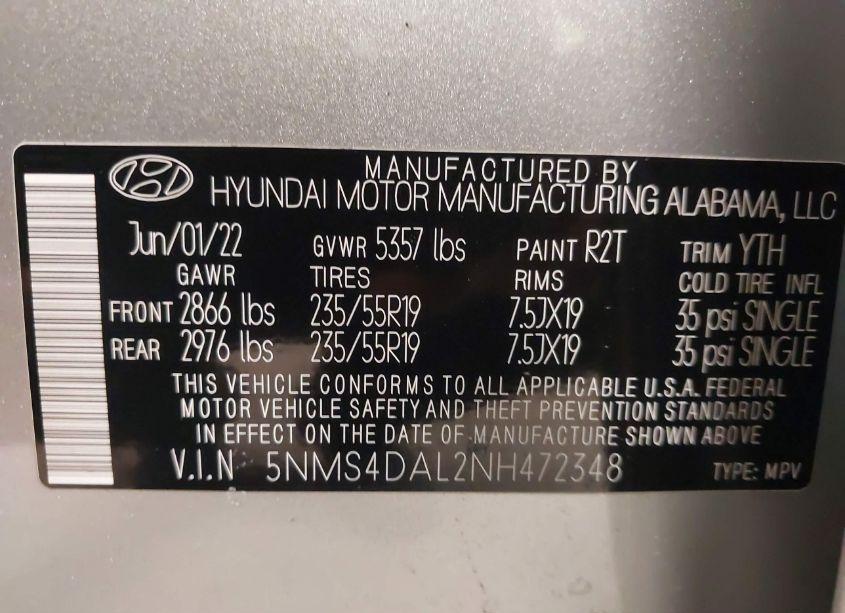 MANUFACTURED BY
HYUNDAI MOTOR MANUFACTURING ALABAMA, LLC
Jun/01/22 GVWR 5357 lbs PAINT R2T TRIM YTH
GAWR TIRES RIMS COLD TIRE INFL
FRONT 2866 lbs 235/55R19 7.5JX19 35 psi SINGLE
REAR 2976 lbs 235/55R19 7.5JX19 35 psi SINGLE
THIS VEHICLE CONFORMS TO ALL APPLICABLE U.S.A. FEDERAL
MOTOR VEHICLE SAFETY AND THEFT PREVENTION STANDARDS
IN EFFECT ON THE DATE OF MANUFACTURE SHOWN ABOVE
V.I.N 5NMS4DAL2NH472348 TYPE: MPV